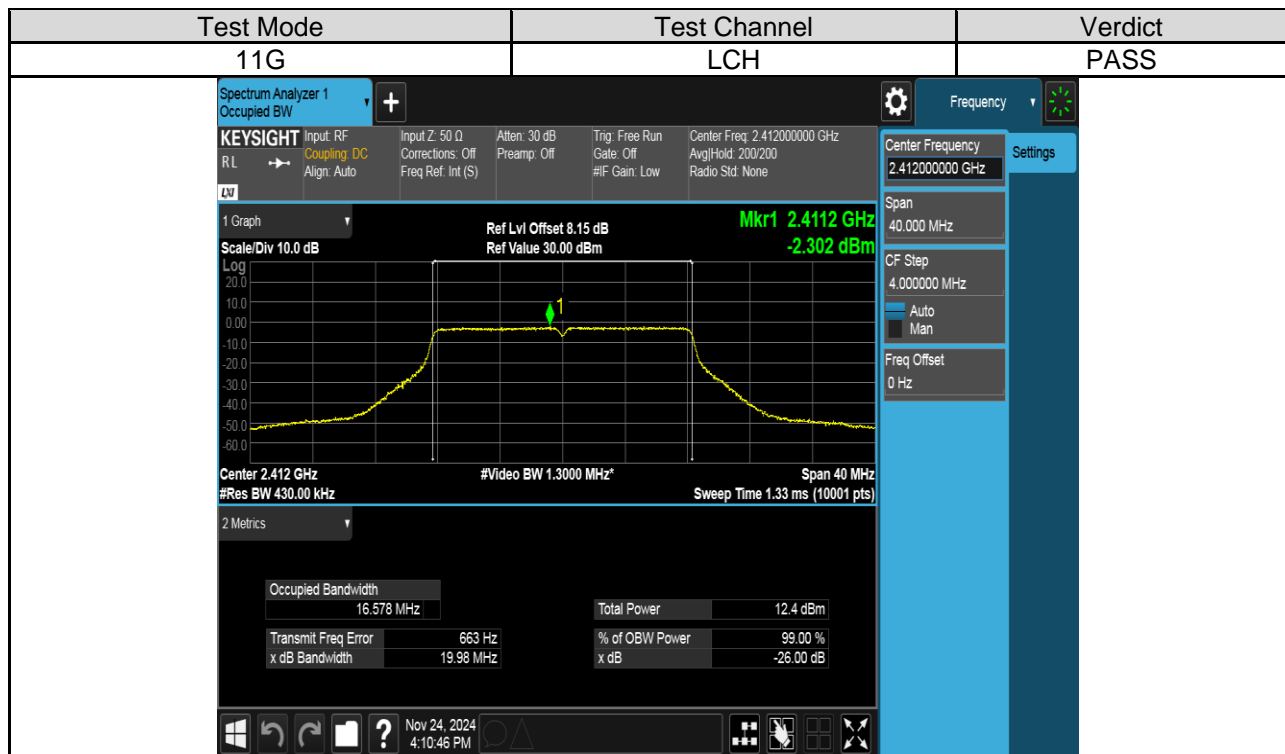 Test Mode Test Channel Verdict
11G LCH PASS
Spectrum Analyzer 1
Occupied BW
+
Frequency
KEYSIGHT Input: RF Input Z: 50 Ω Atten: 30 dB Trig: Free Run Center Freq: 2.412000000 GHz
RL Coupling: DC Corrections: Off Preamp: Off Gate: Off Avg|Hold: 200/200
Align: Auto Freq Ref: Int (S) #IF Gain: Low Radio Std: None
LXI
Center Frequency
2.412000000 GHz
Settings
Span
40.000 MHz
CF Step
4.000000 MHz
Auto
Man
Freq Offset
0 Hz
1 Graph
Ref Lvl Offset 8.15 dB
Mkr1 2.4112 GHz
Scale/Div 10.0 dB Ref Value 30.00 dBm -2.302 dBm
Log
20.0
10.0
0.00
-10.0
-20.0
-30.0
-40.0
-50.0
-60.0
1
Center 2.412 GHz #Video BW 1.3000 MHz* Span 40 MHz
#Res BW 430.00 kHz Sweep Time 1.33 ms (10001 pts)
2 Metrics
Occupied Bandwidth
16.578 MHz Total Power 12.4 dBm
Transmit Freq Error 663 Hz % of OBW Power 99.00 %
x dB Bandwidth 19.98 MHz x dB -26.00 dB
?
Nov 24, 2024
4:10:46 PM